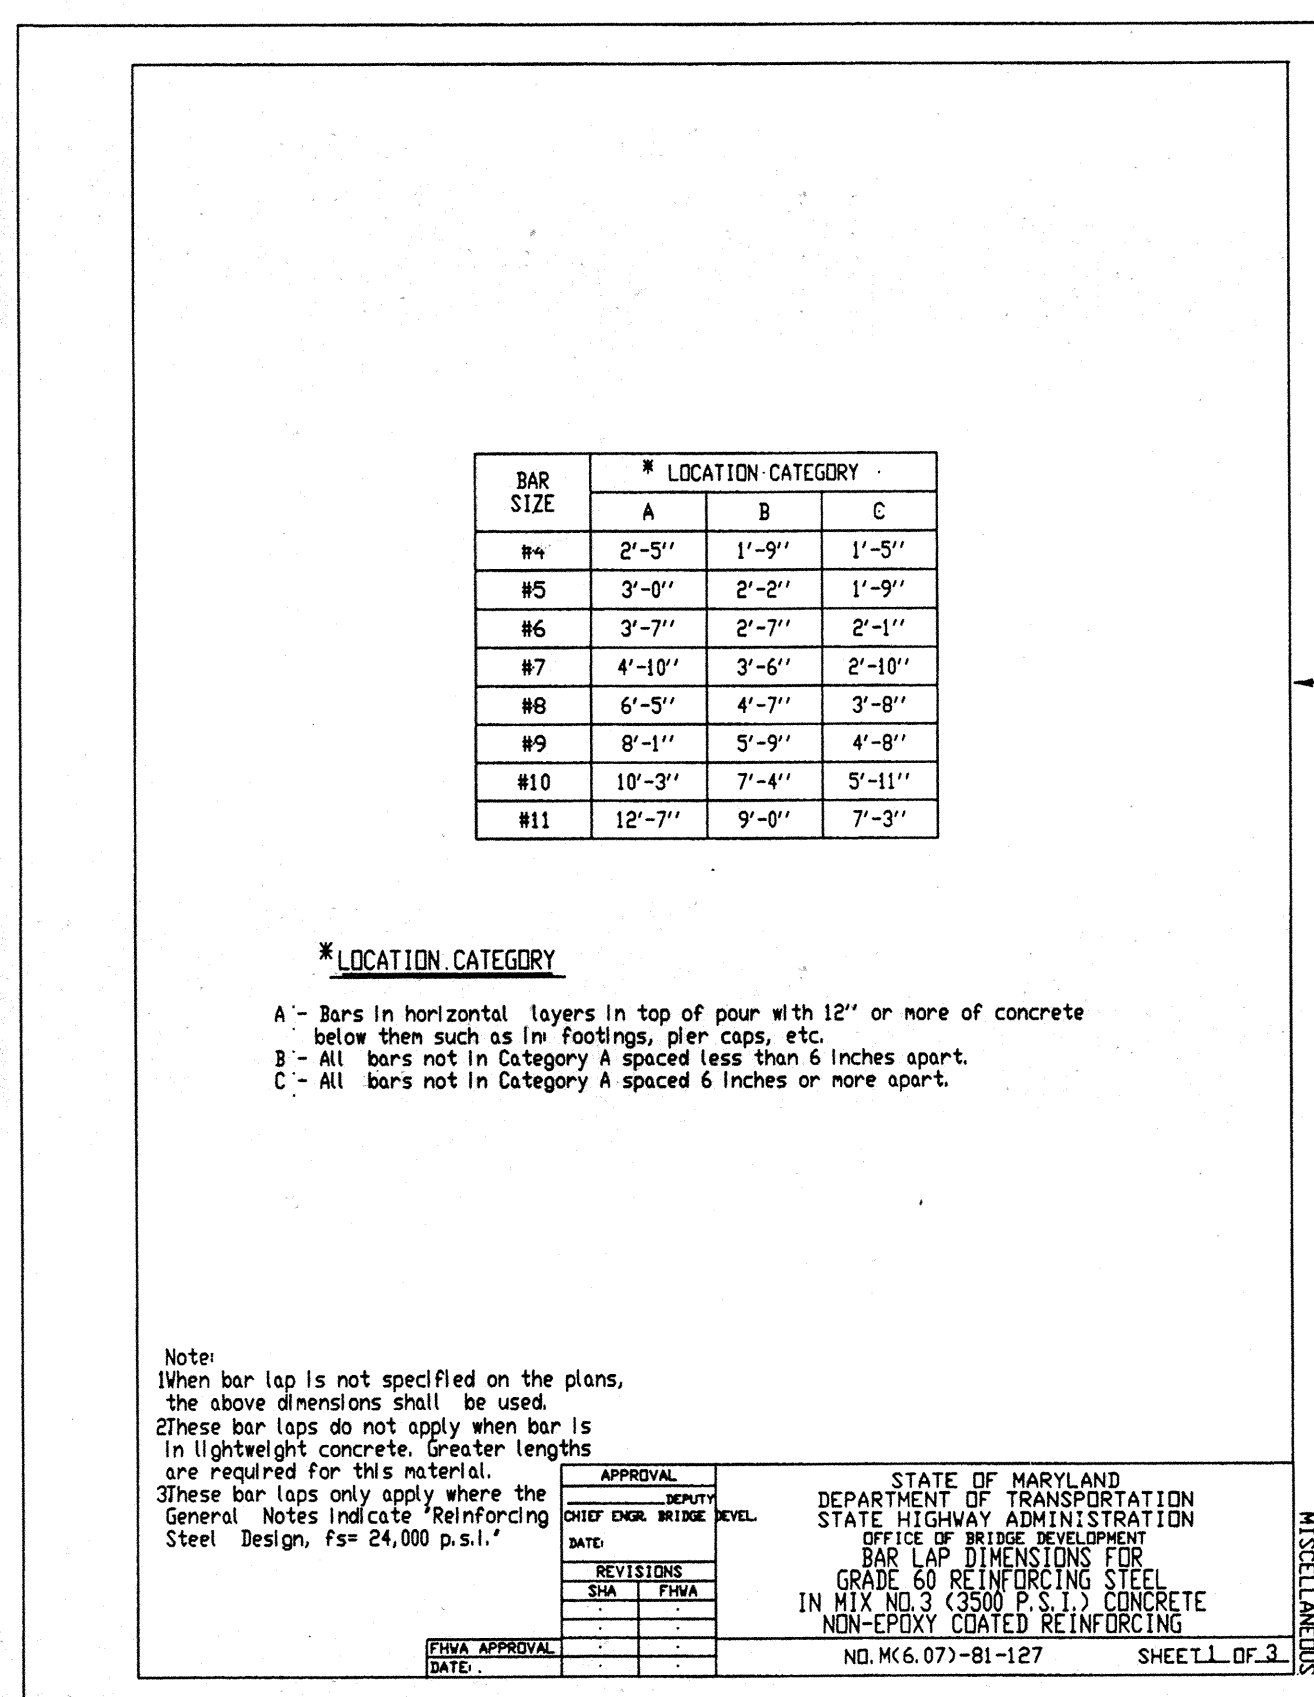 BAR SIZE * LOCATION CATEGORY
A B C
#4 2'-5'' 1'-9'' 1'-5''
#5 3'-0'' 2'-2'' 1'-9''
#6 3'-7'' 2'-7'' 2'-1''
#7 4'-10'' 3'-6'' 2'-10''
#8 6'-5'' 4'-7'' 3'-8''
#9 8'-1'' 5'-9'' 4'-8''
#10 10'-3'' 7'-4'' 5'-11''
#11 12'-7'' 9'-0'' 7'-3''
* LOCATION CATEGORY
A - Bars in horizontal layers in top of pour with 12'' or more of concrete
below them such as in: footings, pier caps, etc.
B - All bars not in Category A spaced less than 6 inches apart.
C - All bars not in Category A spaced 6 inches or more apart.
Note:
1When bar lap is not specified on the plans,
the above dimensions shall be used.
2These bar laps do not apply when bar is
in lightweight concrete. Greater lengths
are required for this material.
3These bar laps only apply where the
General Notes indicate 'Reinforcing
Steel Design, fs= 24,000 p.s.i.'
APPROVAL
DEPUTY
CHIEF ENGR. BRIDGE DEVEL.
DATE:
REVISIONS
SHA FHWA
FHWA APPROVAL
DATE:
STATE OF MARYLAND
DEPARTMENT OF TRANSPORTATION
STATE HIGHWAY ADMINISTRATION
OFFICE OF BRIDGE DEVELOPMENT
BAR LAP DIMENSIONS FOR
GRADE 60 REINFORCING STEEL
IN MIX NO.3 (3500 P.S.I.) CONCRETE
NON-EPOXY COATED REINFORCING
NO. M(6.07)-81-127 SHEET 1 OF 3
MISCELLANEOUS